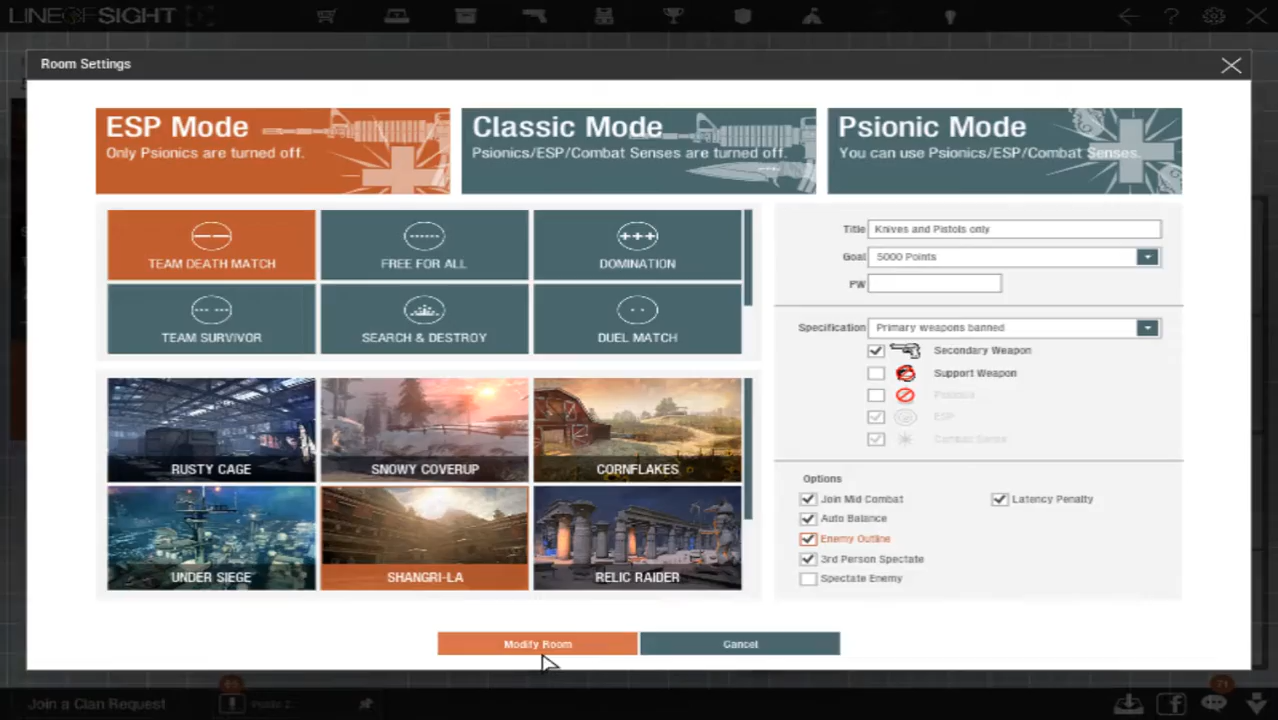 LINE OF SIGHT
Room Settings
ESP Mode
Only Psionics are turned off.
Classic Mode
Psionics/ESP/Combat Senses are turned off.
Psionic Mode
You can use Psionics/ESP/Combat Senses.
TEAM DEATH MATCH
FREE FOR ALL
DOMINATION
TEAM SURVIVOR
SEARCH & DESTROY
DUEL MATCH
RUSTY CAGE
SNOWY COVERUP
CORNFLAKES
UNDER SIEGE
SHANGRI-LA
RELIC RAIDER
Title Knives and Pistols only
Goal 5000 Points
PW
Specification Primary weapons banned
Secondary Weapon
Support Weapon
Psionics
ESP
Combat Sense
Options
Join Mid Combat
Latency Penalty
Auto Balance
Enemy Outline
3rd Person Spectate
Spectate Enemy
Modify Room
Cancel
Join a Clan Request
Public 2
71